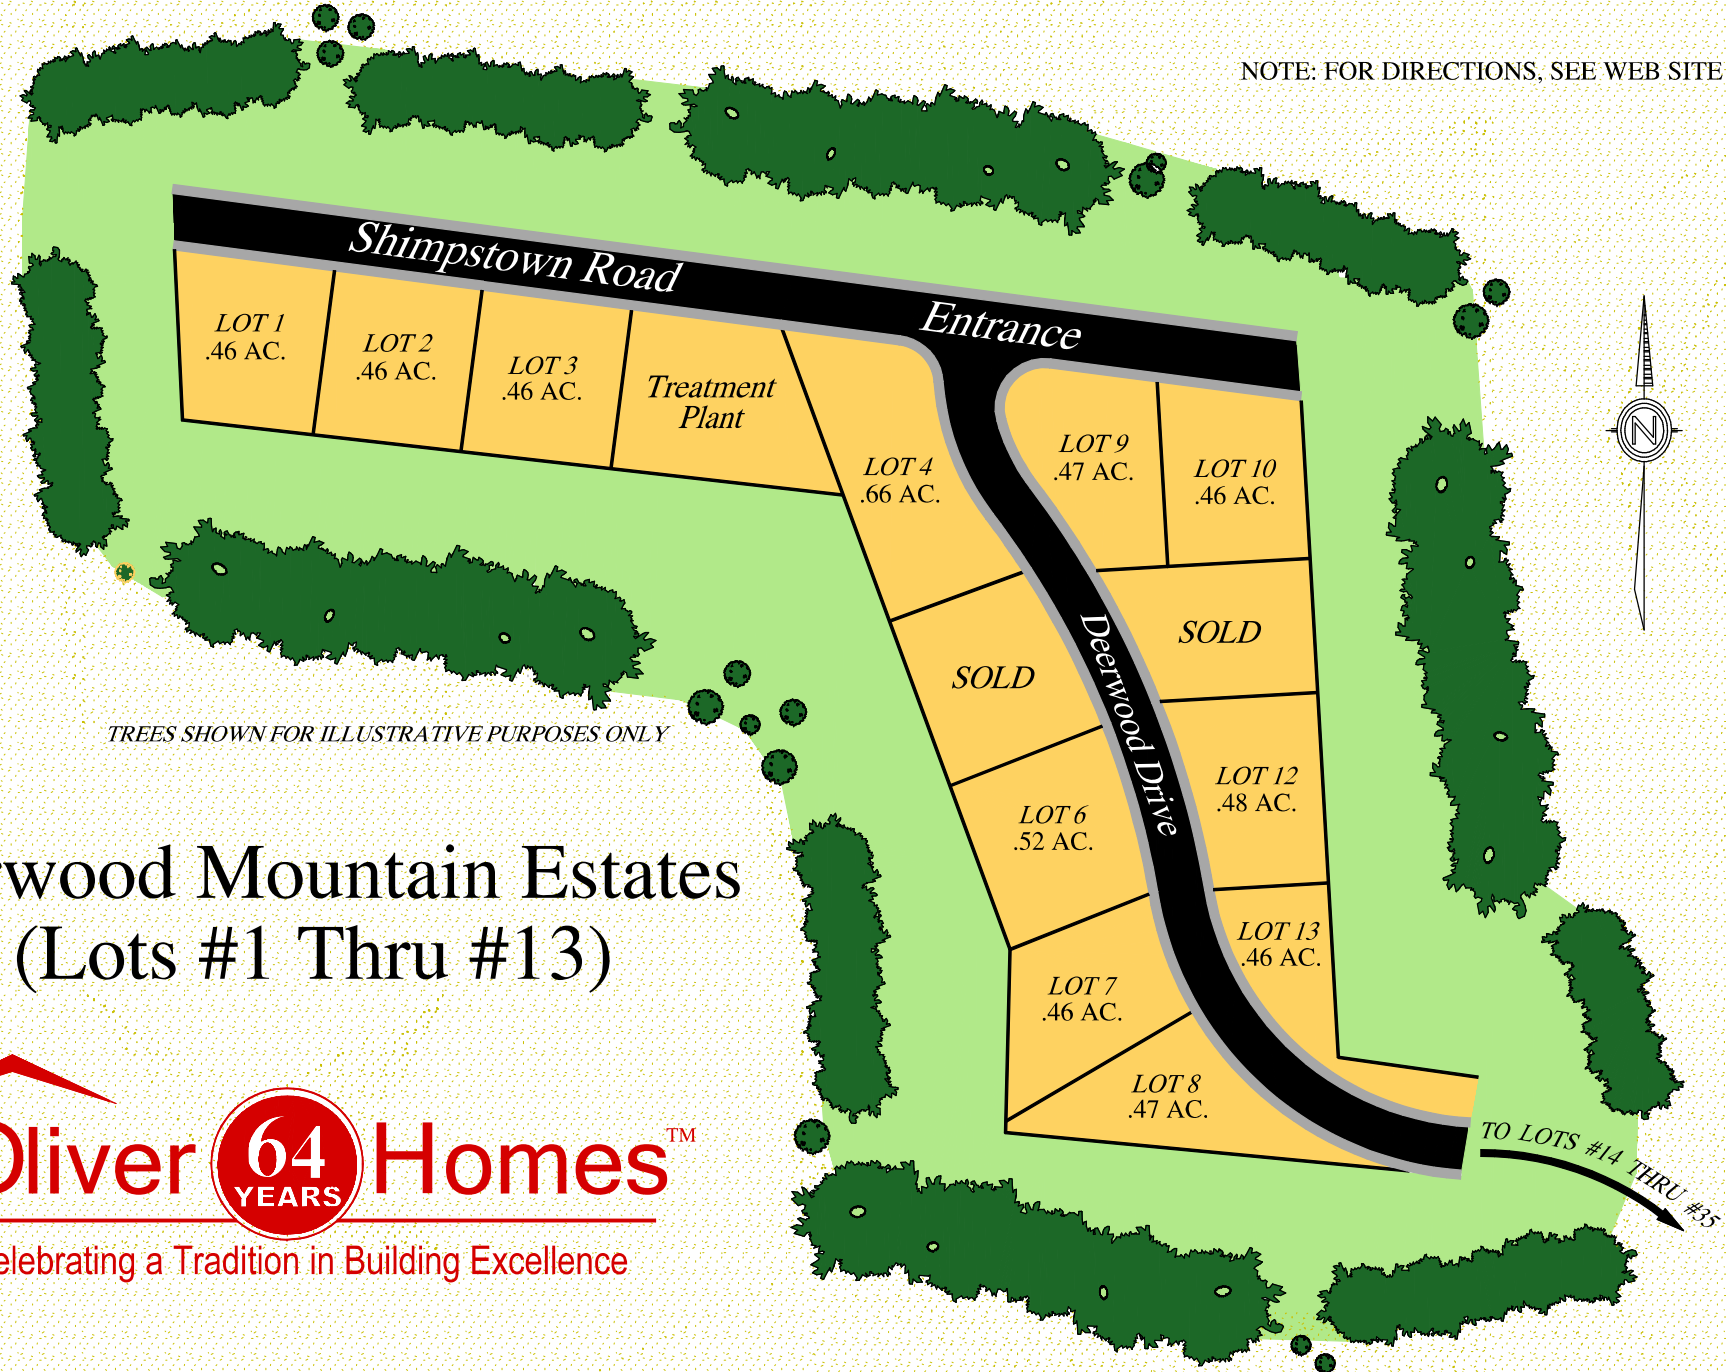 NOTE: FOR DIRECTIONS, SEE WEB SITE
Shimpstown Road
Entrance
LOT 1
.46 AC.
LOT 2
.46 AC.
LOT 3
.46 AC.
Treatment
Plant
LOT 4
.66 AC.
LOT 9
.47 AC.
LOT 10
.46 AC.
N
SOLD
SOLD
Deerwood Drive
TREES SHOWN FOR ILLUSTRATIVE PURPOSES ONLY
LOT 12
.48 AC.
LOT 6
.52 AC.
rwood Mountain Estates
(Lots #1 Thru #13)
LOT 13
.46 AC.
LOT 7
.46 AC.
LOT 8
.47 AC.
TO LOTS #14 THRU #35
Oliver 64 YEARS Homes™
elebrating a Tradition in Building Excellence